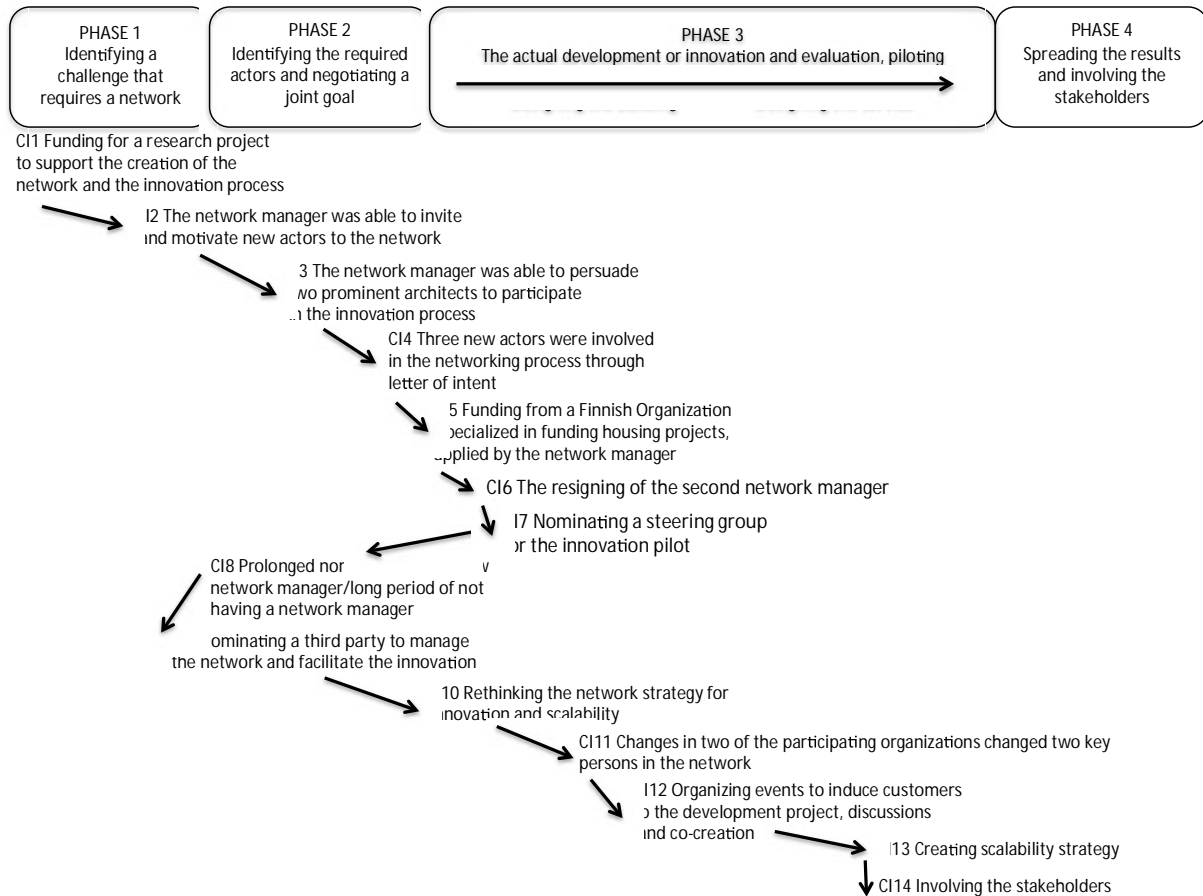 PHASE 1
Identifying a
challenge that
requires a network
PHASE 2
Identifying the required
actors and negotiating a
joint goal
PHASE 3
The actual development or innovation and evaluation, piloting
PHASE 4
Spreading the results
and involving the
stakeholders
CI1 Funding for a research project
to support the creation of the
network and the innovation process
I2 The network manager was able to invite
and motivate new actors to the network
3 The network manager was able to persuade
two prominent architects to participate
the innovation process
CI4 Three new actors were involved
in the networking process through
letter of intent
5 Funding from a Finnish Organization
pecialized in funding housing projects,
applied by the network manager
CI6 The resigning of the second network manager
I7 Nominating a steering group
or the innovation pilot
CI8 Prolonged
network manager/long period of not
having a network manager
ominating a third party to manage
the network and facilitate the innovation
10 Rethinking the network strategy for
nnovation and scalability
CI11 Changes in two of the participating organizations changed two key
persons in the network
I12 Organizing events to induce customers
o the development project, discussions
and co-creation
I13 Creating scalability strategy
CI14 Involving the stakeholders